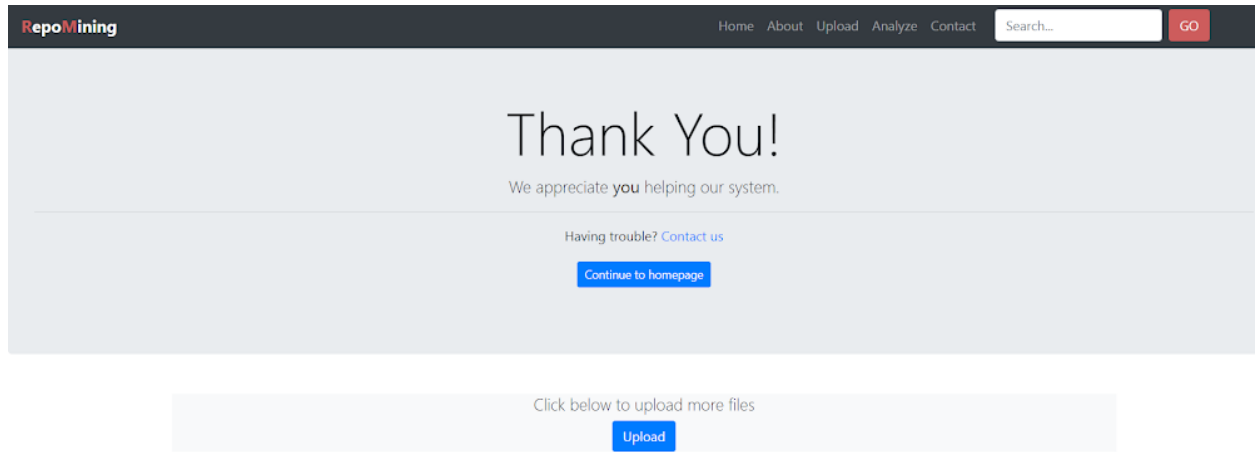 RepoMining Home About Upload Analyze Contact Search... GO
Thank You!
We appreciate you helping our system.
Having trouble? Contact us
Continue to homepage
Click below to upload more files
Upload